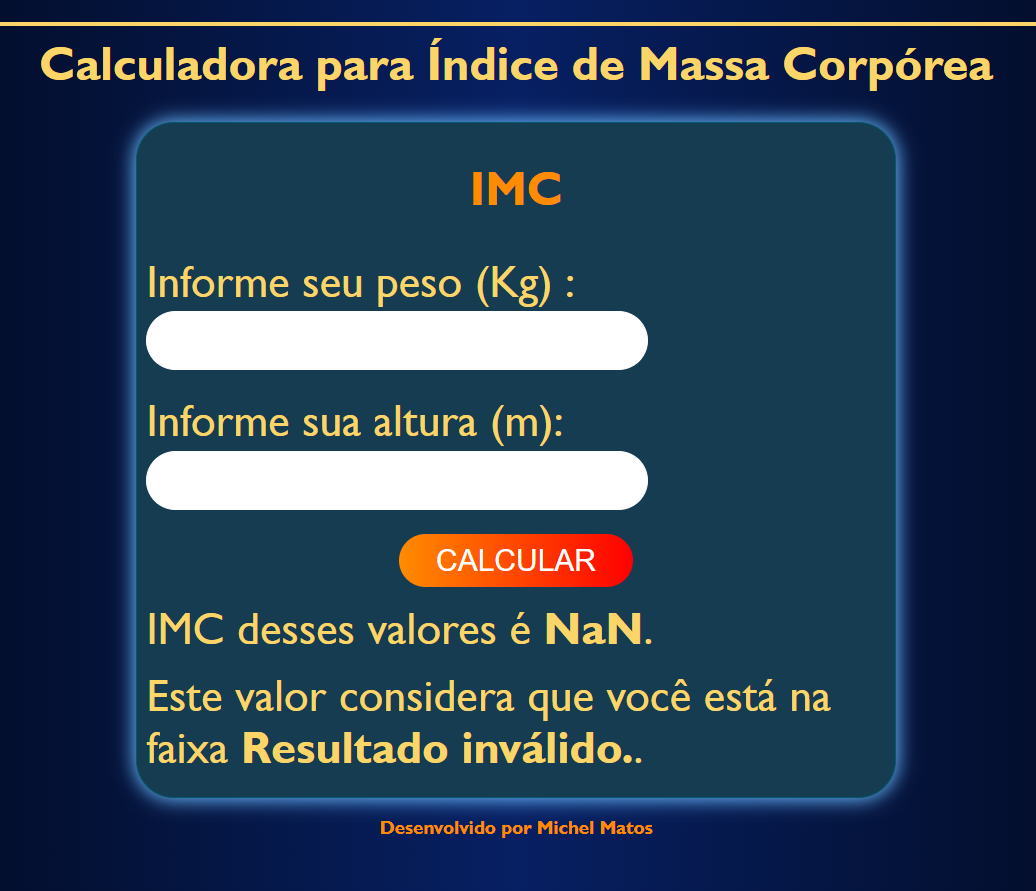 Calculadora para Índice de Massa Corpórea
IMC
Informe seu peso (Kg) :
Informe sua altura (m):
CALCULAR
IMC desses valores é NaN.
Este valor considera que você está na
faixa Resultado inválido..
Desenvolvido por Michel Matos